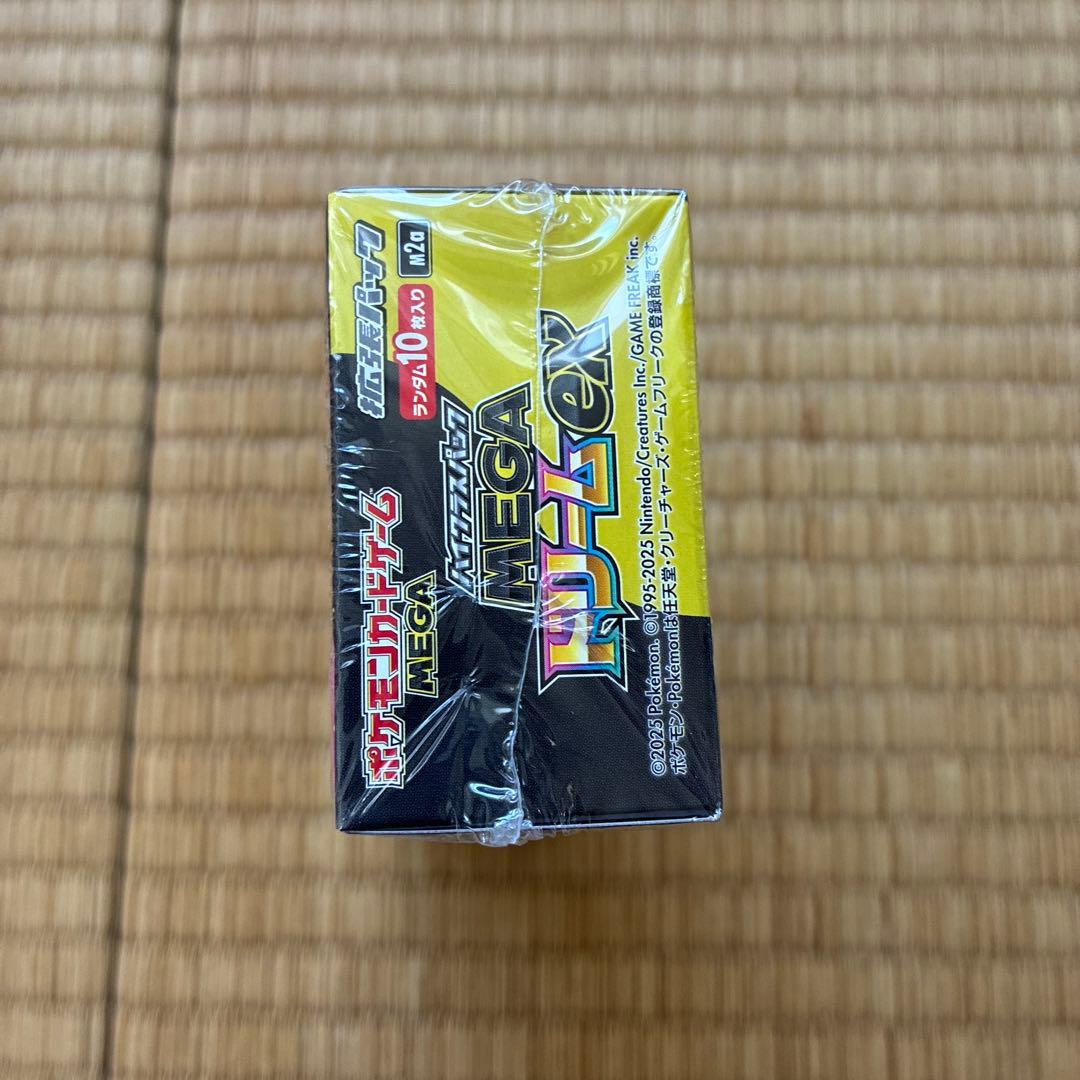 ポケモンカードゲーム
MEGA
拡張パック
ランダム10枚入り
M2a
ハイクラスパック
MEGA
ドリームex
©2025 Pokémon. ©1995-2025 Nintendo/Creatures Inc./GAME FREAK inc.
ポケモン・Pokémonは任天堂・クリーチャーズ・ゲームフリークの登録商標です。